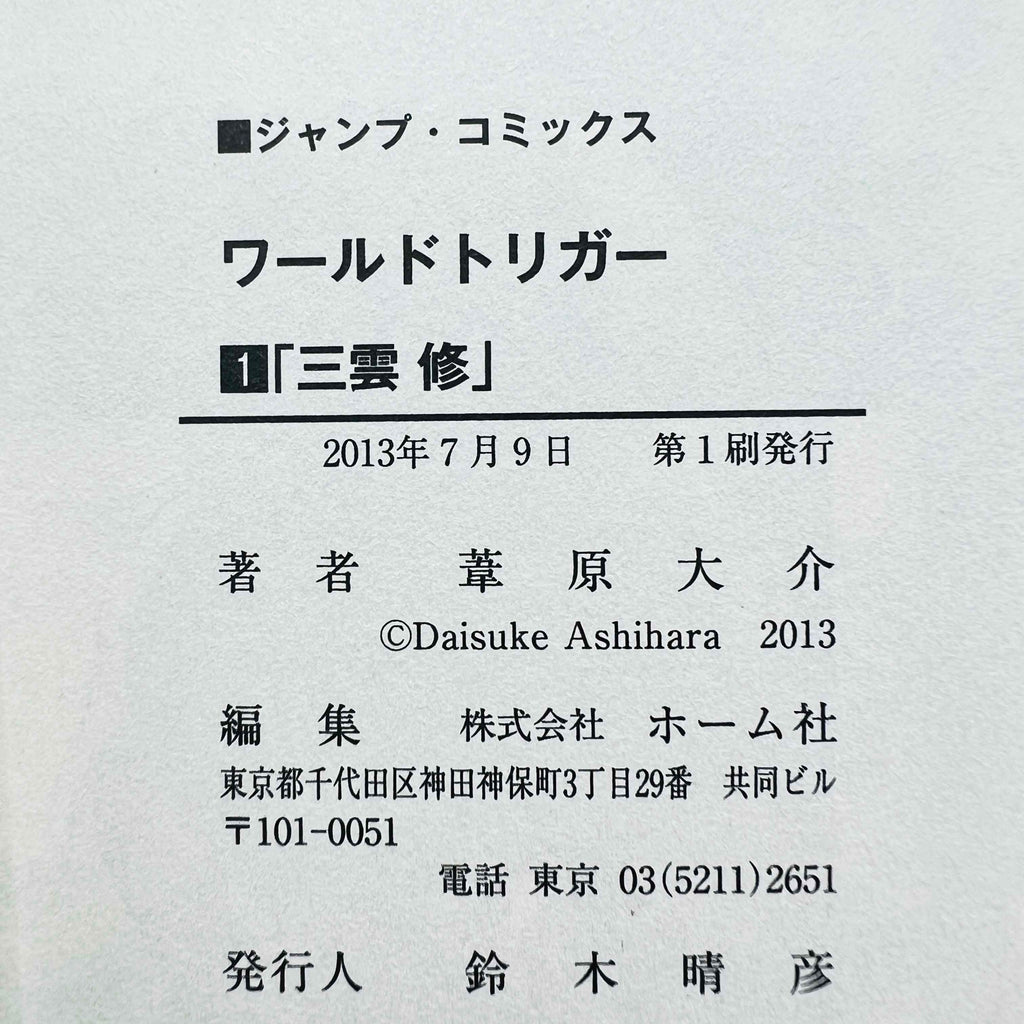 ■ジャンプ・コミックス
ワールドトリガー
1「三雲 修」
2013年7月9日　第1刷発行
著者　葦原大介
©Daisuke Ashihara 2013
編集　株式会社 ホーム社
東京都千代田区神田神保町3丁目29番 共同ビル
〒101-0051
電話 東京 03(5211)2651
発行人　鈴木晴彦